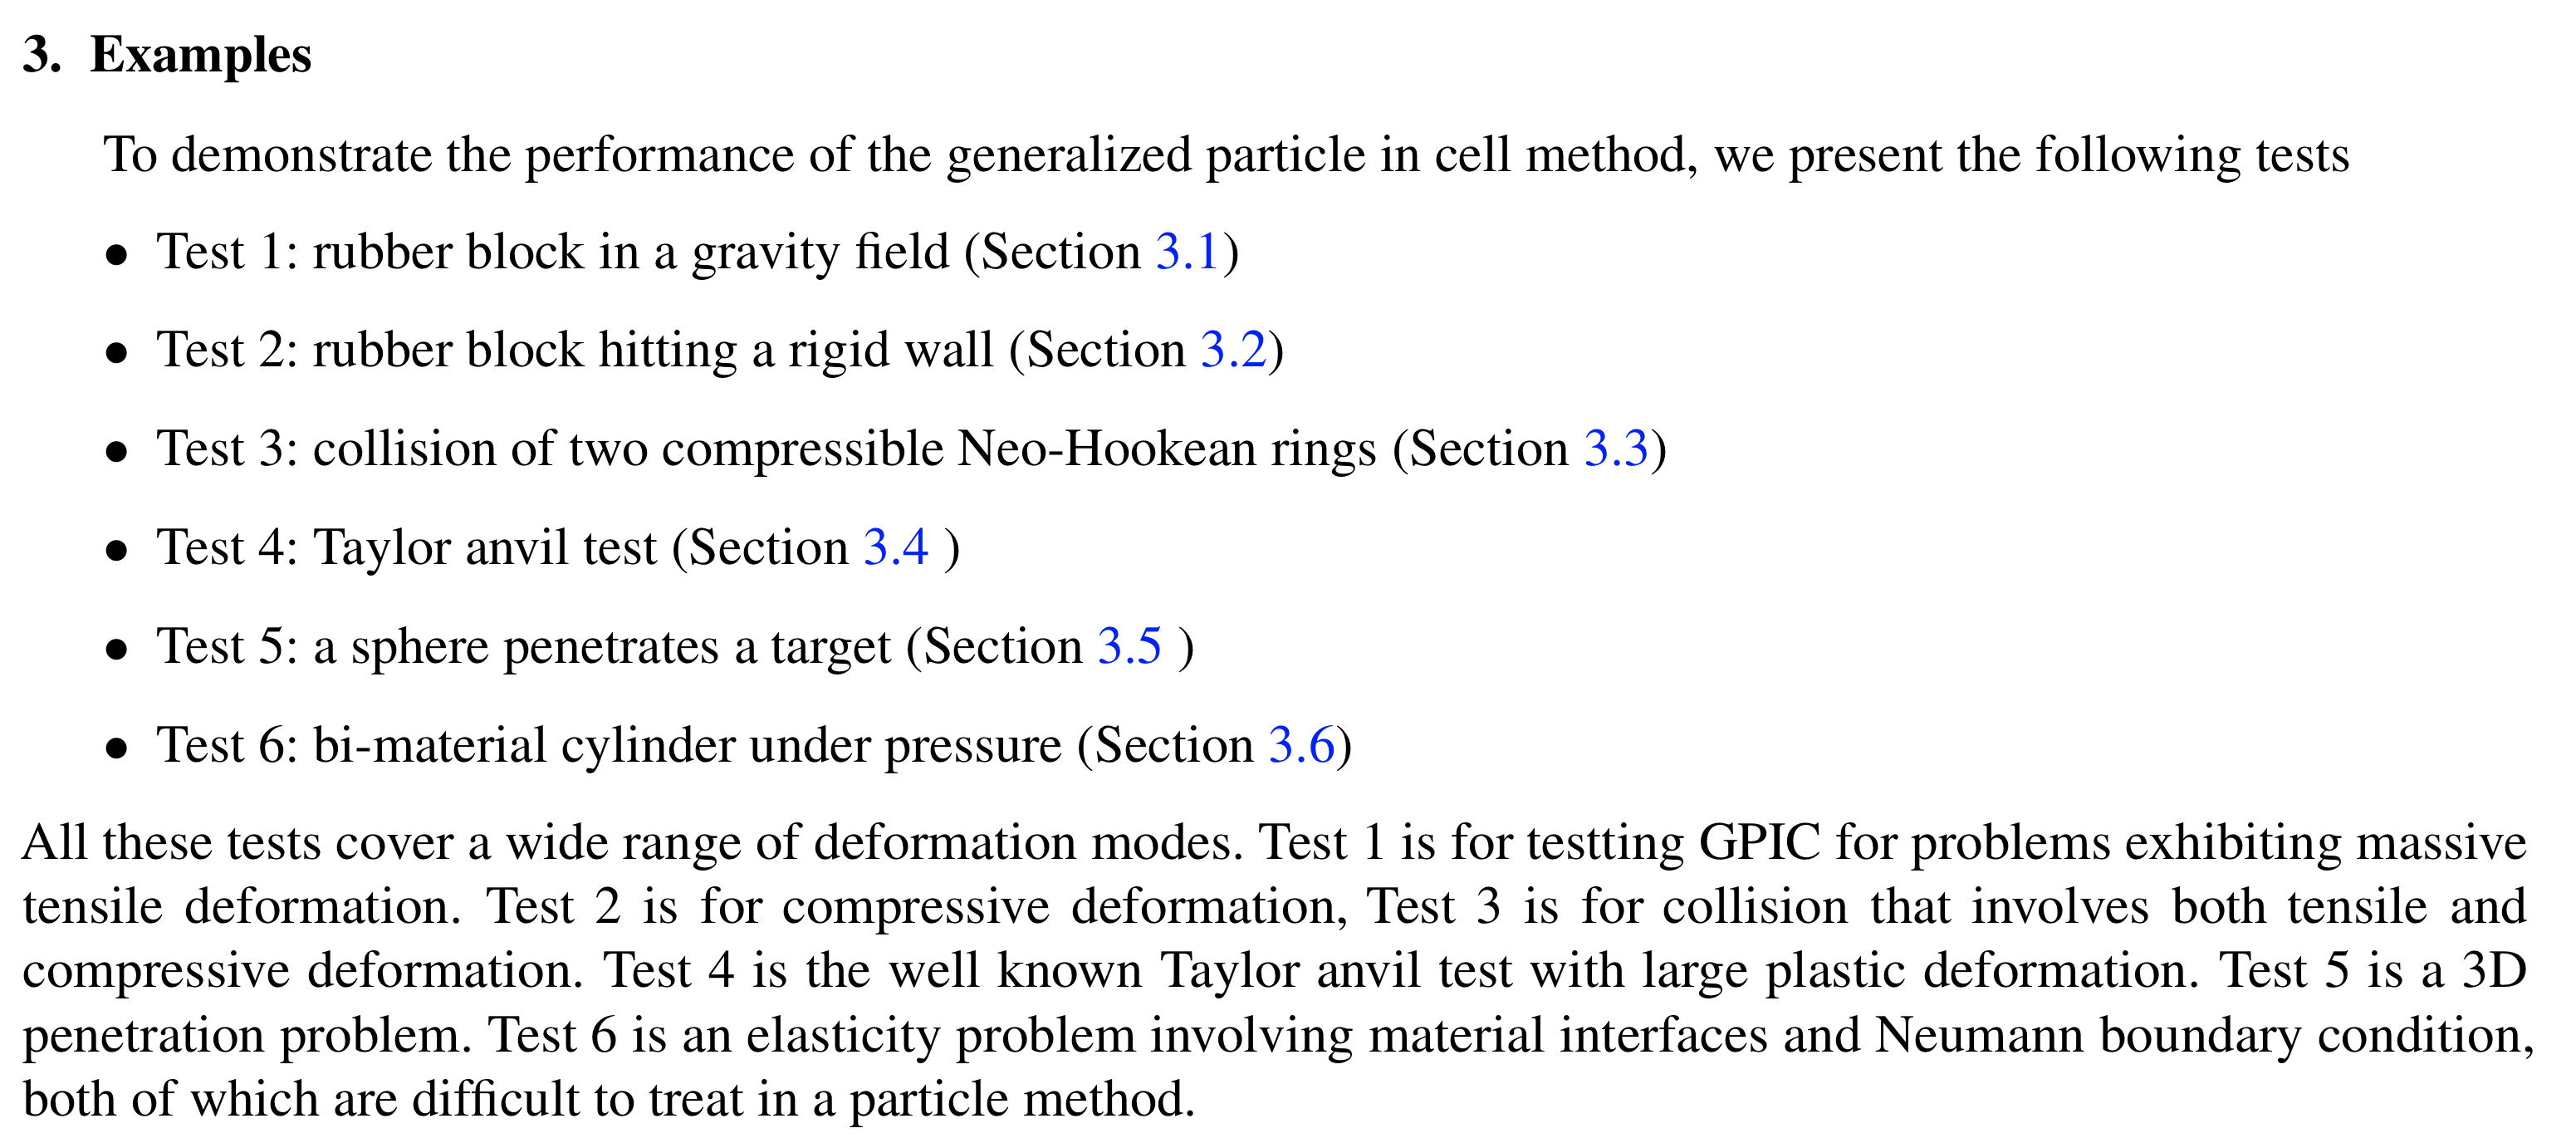 3. Examples
To demonstrate the performance of the generalized particle in cell method, we present the following tests
• Test 1: rubber block in a gravity field (Section 3.1)
• Test 2: rubber block hitting a rigid wall (Section 3.2)
• Test 3: collision of two compressible Neo-Hookean rings (Section 3.3)
• Test 4: Taylor anvil test (Section 3.4 )
• Test 5: a sphere penetrates a target (Section 3.5 )
• Test 6: bi-material cylinder under pressure (Section 3.6)
All these tests cover a wide range of deformation modes. Test 1 is for testting GPIC for problems exhibiting massive
tensile deformation. Test 2 is for compressive deformation, Test 3 is for collision that involves both tensile and
compressive deformation. Test 4 is the well known Taylor anvil test with large plastic deformation. Test 5 is a 3D
penetration problem. Test 6 is an elasticity problem involving material interfaces and Neumann boundary condition,
both of which are difficult to treat in a particle method.